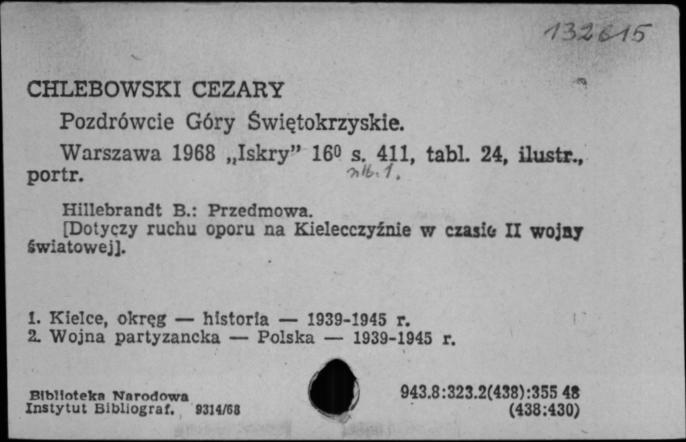 132615
CHLEBOWSKI CEZARY
Pozdrówcie Góry Świętokrzyskie.
Warszawa 1968 „Iskry” 16⁰ s. 411, tabl. 24, ilustr.,
portr. nlb. 1.
Hillebrandt B.: Przedmowa.
[Dotyczy ruchu oporu na Kielecczyźnie w czasie II wojny
światowej].
1. Kielce, okręg — historia — 1939-1945 r.
2. Wojna partyzancka — Polska — 1939-1945 r.
Biblioteka Narodowa 943.8:323.2(438):355 48
Instytut Bibliograf. 9314/68 (438:430)